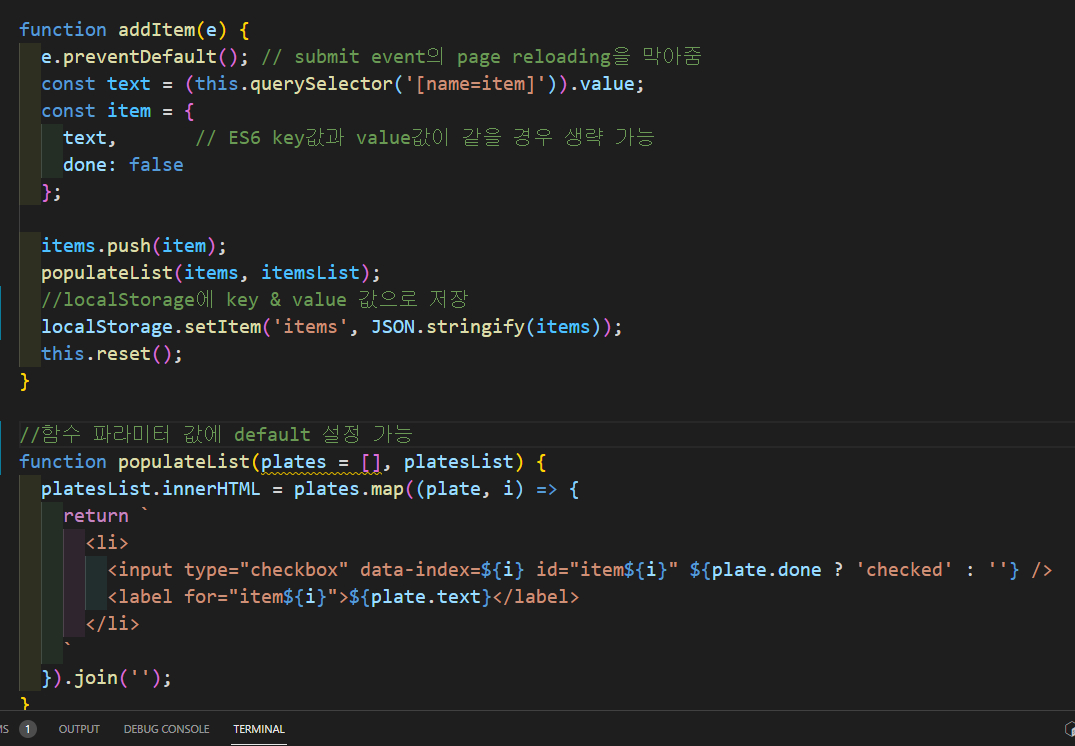 function addItem(e) {
  e.preventDefault(); // submit event의 page reloading을 막아줌
  const text = (this.querySelector('[name=item]')).value;
  const item = {
    text,       // ES6 key값과 value값이 같을 경우 생략 가능
    done: false
  };
  items.push(item);
  populateList(items, itemsList);
  //localStorage에 key & value 값으로 저장
  localStorage.setItem('items', JSON.stringify(items));
  this.reset();
}
//함수 파라미터 값에 default 설정 가능
function populateList(plates = [], platesList) {
  platesList.innerHTML = plates.map((plate, i) => {
    return `
      <li>
        <input type="checkbox" data-index=${i} id="item${i}" ${plate.done ? 'checked' : ''} />
        <label for="item${i}">${plate.text}</label>
      </li>
    `
  }).join('');
}
1 OUTPUT DEBUG CONSOLE TERMINAL